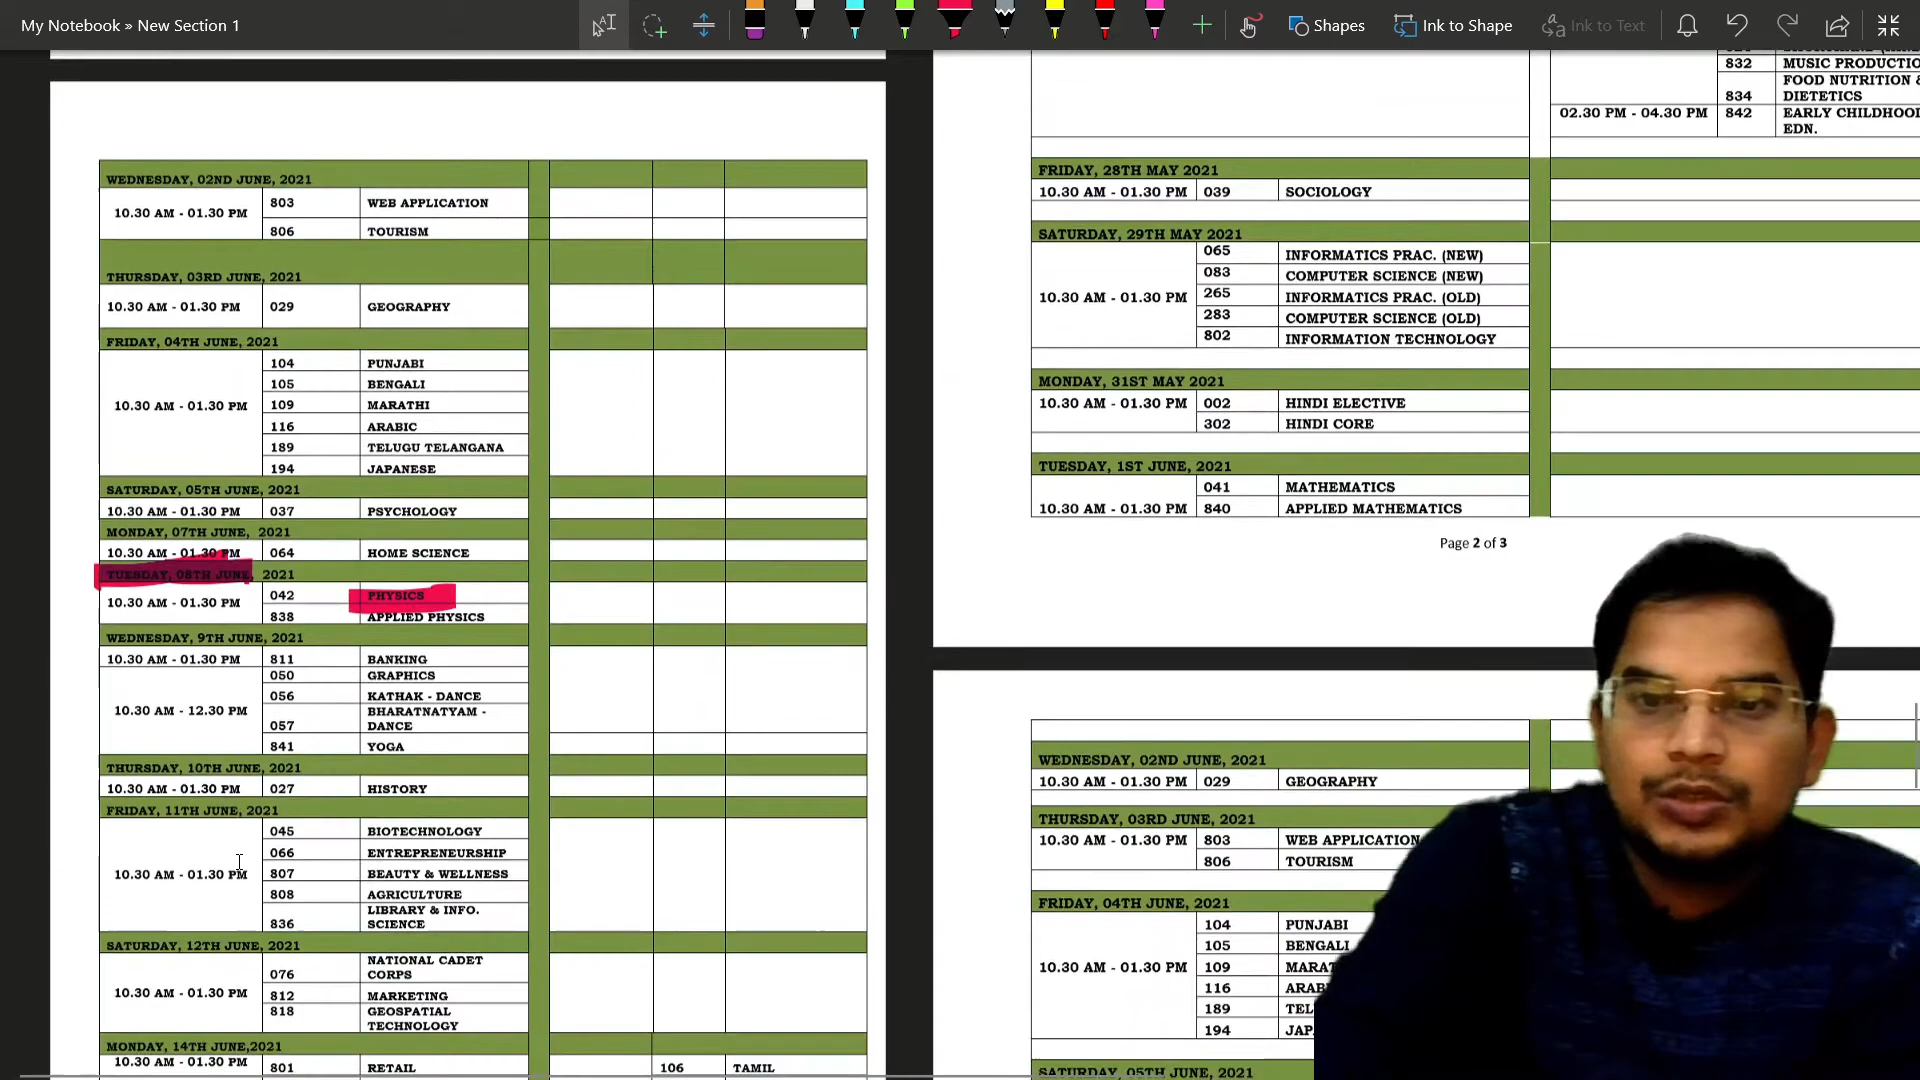 My Notebook » New Section 1
Shapes
Ink to Shape
Ink to Text
WEDNESDAY, 02ND JUNE, 2021
10.30 AM - 01.30 PM
803 WEB APPLICATION
806 TOURISM
THURSDAY, 03RD JUNE, 2021
10.30 AM - 01.30 PM 029 GEOGRAPHY
FRIDAY, 04TH JUNE, 2021
10.30 AM - 01.30 PM
104 PUNJABI
105 BENGALI
109 MARATHI
116 ARABIC
189 TELUGU TELANGANA
194 JAPANESE
SATURDAY, 05TH JUNE, 2021
10.30 AM - 01.30 PM 037 PSYCHOLOGY
MONDAY, 07TH JUNE, 2021
10.30 AM - 01.30 PM 064 HOME SCIENCE
TUESDAY, 08TH JUNE, 2021
10.30 AM - 01.30 PM
042 PHYSICS
838 APPLIED PHYSICS
WEDNESDAY, 9TH JUNE, 2021
10.30 AM - 01.30 PM 811 BANKING
10.30 AM - 12.30 PM
050 GRAPHICS
056 KATHAK - DANCE
057 BHARATNATYAM -
DANCE
841 YOGA
THURSDAY, 10TH JUNE, 2021
10.30 AM - 01.30 PM 027 HISTORY
FRIDAY, 11TH JUNE, 2021
10.30 AM - 01.30 PM
045 BIOTECHNOLOGY
066 ENTREPRENEURSHIP
807 BEAUTY & WELLNESS
808 AGRICULTURE
836 LIBRARY & INFO.
SCIENCE
SATURDAY, 12TH JUNE, 2021
10.30 AM - 01.30 PM
076 NATIONAL CADET
CORPS
812 MARKETING
818 GEOSPATIAL
TECHNOLOGY
MONDAY, 14TH JUNE,2021
10.30 AM - 01.30 PM 801 RETAIL 106 TAMIL
832 MUSIC PRODUCTIO
834 FOOD NUTRITION &
DIETETICS
02.30 PM - 04.30 PM 842 EARLY CHILDHOO
EDN.
FRIDAY, 28TH MAY 2021
10.30 AM - 01.30 PM 039 SOCIOLOGY
SATURDAY, 29TH MAY 2021
10.30 AM - 01.30 PM
065 INFORMATICS PRAC. (NEW)
083 COMPUTER SCIENCE (NEW)
265 INFORMATICS PRAC. (OLD)
283 COMPUTER SCIENCE (OLD)
802 INFORMATION TECHNOLOGY
MONDAY, 31ST MAY 2021
10.30 AM - 01.30 PM 002 HINDI ELECTIVE
302 HINDI CORE
TUESDAY, 1ST JUNE, 2021
041 MATHEMATICS
10.30 AM - 01.30 PM 840 APPLIED MATHEMATICS
Page 2 of 3
WEDNESDAY, 02ND JUNE, 2021
10.30 AM - 01.30 PM 029 GEOGRAPHY
THURSDAY, 03RD JUNE, 2021
10.30 AM - 01.30 PM 803 WEB APPLICATION
806 TOURISM
FRIDAY, 04TH JUNE, 2021
10.30 AM - 01.30 PM
104 PUNJABI
105 BENGALI
109 MARAT
116 ARAB
189 TEL
194 JAP
SATURDAY, 05TH JUNE, 2021